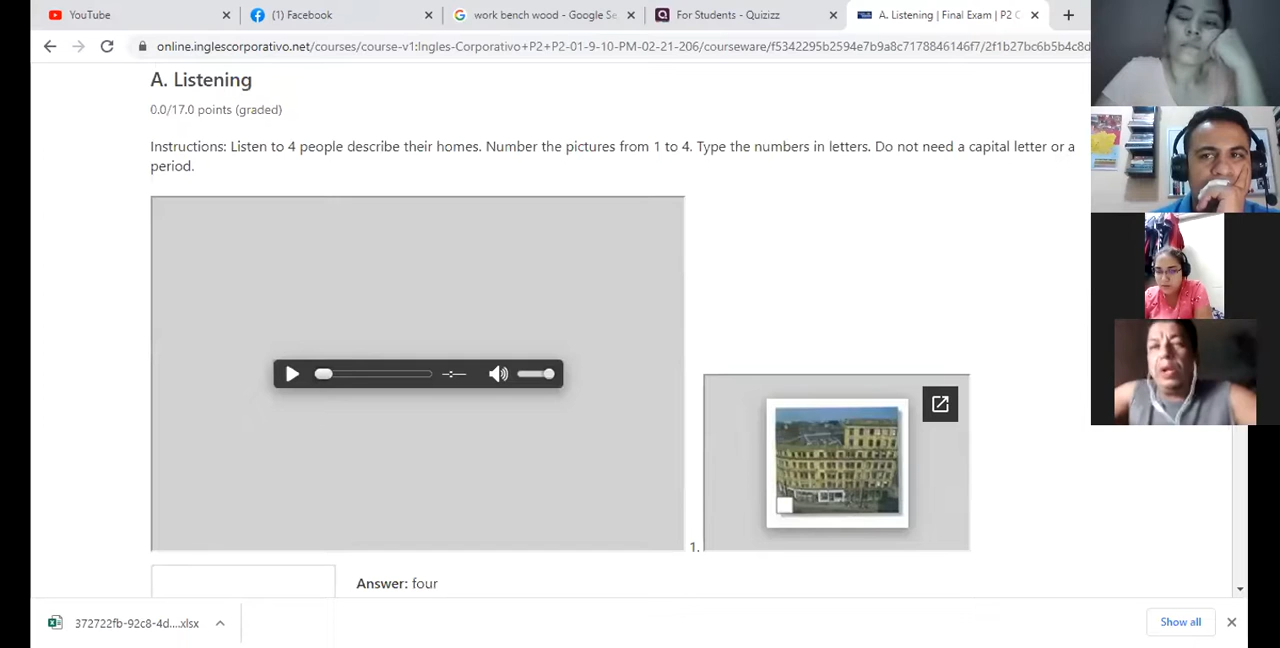 YouTube
(1) Facebook
work bench wood - Google Se
For Students - Quizizz
A. Listening | Final Exam | P2 C
online.inglescorporativo.net/courses/course-v1:Ingles-Corporativo+P2+P2-01-9-10-PM-02-21-206/courseware/f5342295b2594e7b9a8c7178846146f7/2f1b27bc6b5b4c8d
A. Listening
0.0/17.0 points (graded)
Instructions: Listen to 4 people describe their homes. Number the pictures from 1 to 4. Type the numbers in letters. Do not need a capital letter or a
period.
-:-
1.
Answer: four
372722fb-92c8-4d....xlsx
Show all